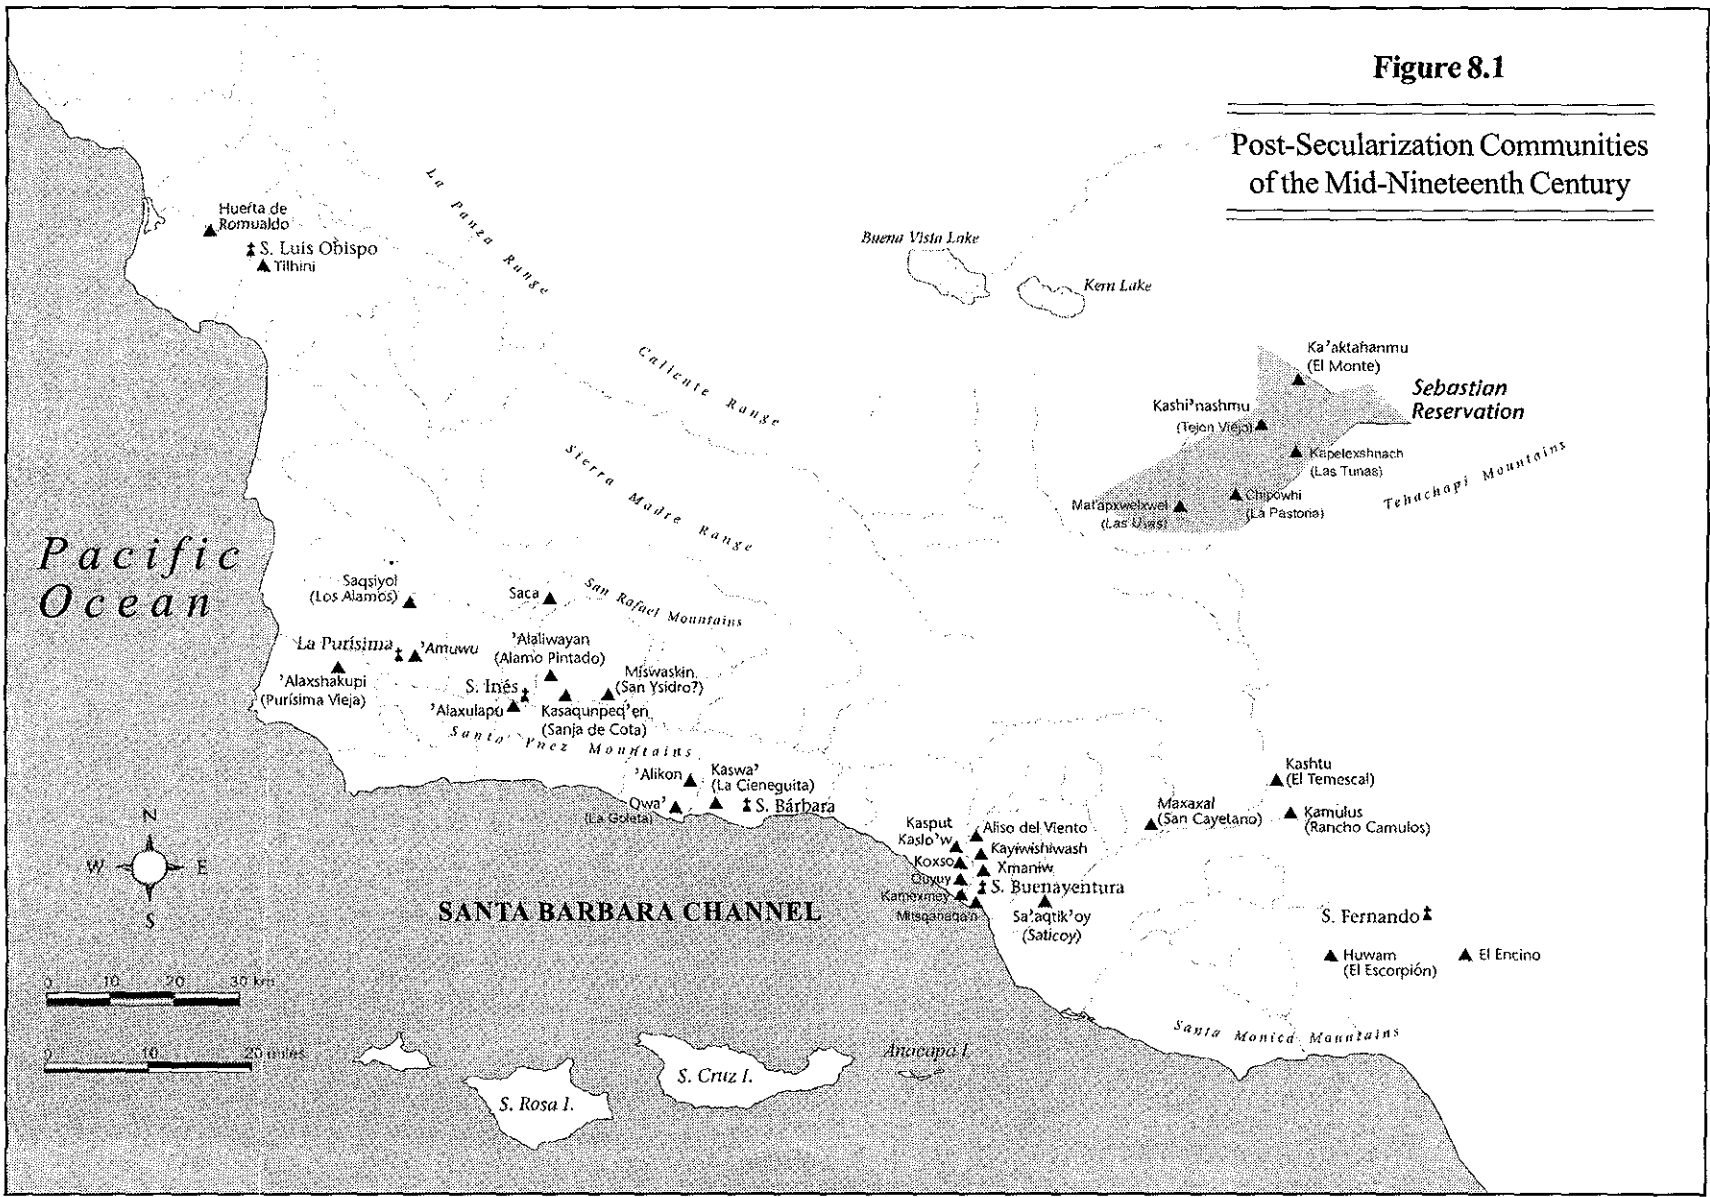 Figure 8.1
Post-Secularization Communities
of the Mid-Nineteenth Century
La Panza Range
Huerta de
Romualdo
S. Luis Obispo
Tilhini
Buena Vista Lake
Kern Lake
Caliente Range
Ka’aktahanmu
(El Monte)
Sebastian
Reservation
Kashi’nashmu
(Tejon Viejo)
Kapelexshnach
(Las Tunas)
Tehachapi Mountains
Mat’apxwelxwel
(Las Uvas)
Chipowhi
(La Pastoria)
Sierra Madre Range
Pacific
Ocean
Saqsiyol
(Los Alamos)
Saca
San Rafael Mountains
La Purísima
’Amuwu
’Alaliwayan
(Alamo Pintado)
’Alaxshakupi
(Purísima Vieja)
S. Inés
Miswaskin
(San Ysidro?)
’Alaxulapu
Kasaqunpeq’en
(Sanja de Cota)
Santa Ynez Mountains
’Alikon
Kaswa’
(La Cieneguita)
Qwa’
(La Goleta)
S. Bárbara
Kashtu
(El Temescal)
Maxaxal
(San Cayetano)
Kamulus
(Rancho Camulos)
Kasput
Aliso del Viento
Kaslo’w
Kayiwishiwash
Koxso
Xmaniw
Quyuy
S. Buenaventura
Kamexmey
Mitsqanaqa’n
Sa’aqtik’oy
(Saticoy)
S. Fernando
Huwam
(El Escorpión)
El Encino
N
W E
S
SANTA BARBARA CHANNEL
0 10 20 30 km
0 10 20 miles
Santa Monica Mountains
Anacapa I.
S. Cruz I.
S. Rosa I.